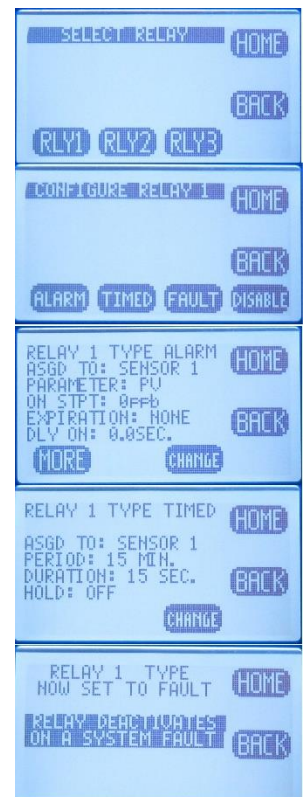 SELECT RELAY
HOME
BACK
RLY1 RLY2 RLY3
CONFIGURE RELAY 1
HOME
BACK
ALARM TIMED FAULT DISABLE
RELAY 1 TYPE ALARM
HOME
ASGD TO: SENSOR 1
PARAMETER: PV
ON STPT: 0ppb
EXPIRATION: NONE
BACK
DLY ON: 0.0SEC.
MORE CHANGE
RELAY 1 TYPE TIMED
HOME
ASGD TO: SENSOR 1
PERIOD: 15 MIN.
DURATION: 15 SEC.
BACK
HOLD: OFF
CHANGE
RELAY 1 TYPE
HOME
NOW SET TO FAULT
RELAY DEACTIVATES
ON A SYSTEM FAULT
BACK